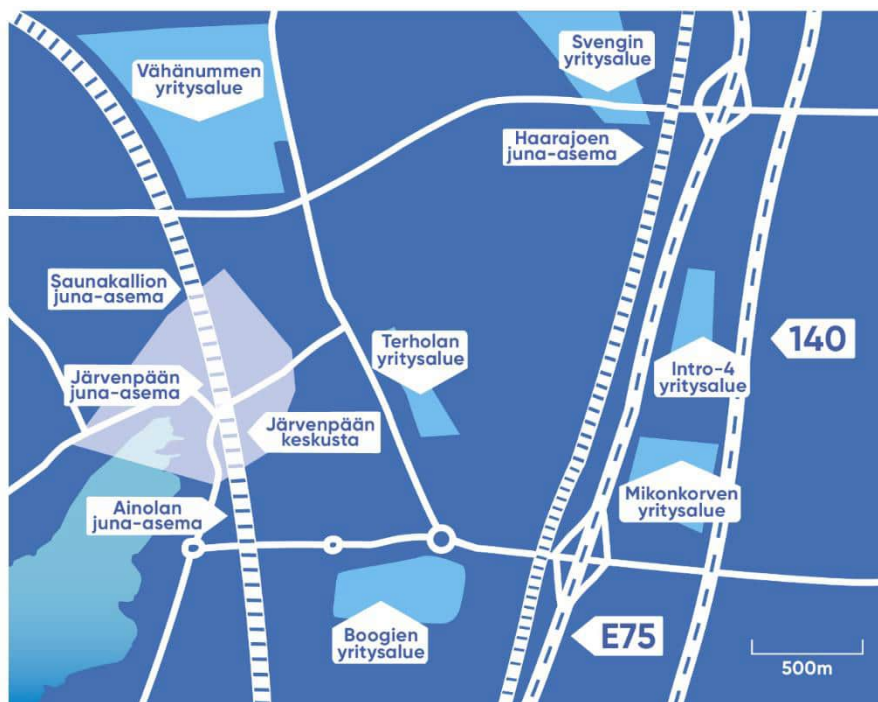 Vähänummen
yritysalue
Svengin
yritysalue
Haarajoen
juna-asema
Saunakallion
juna-asema
Terholan
yritysalue
140
Intro-4
yritysalue
Järvenpään
juna-asema
Järvenpään
keskusta
Mikonkorven
yritysalue
Ainolan
juna-asema
Boogien
yritysalue
E75
500m